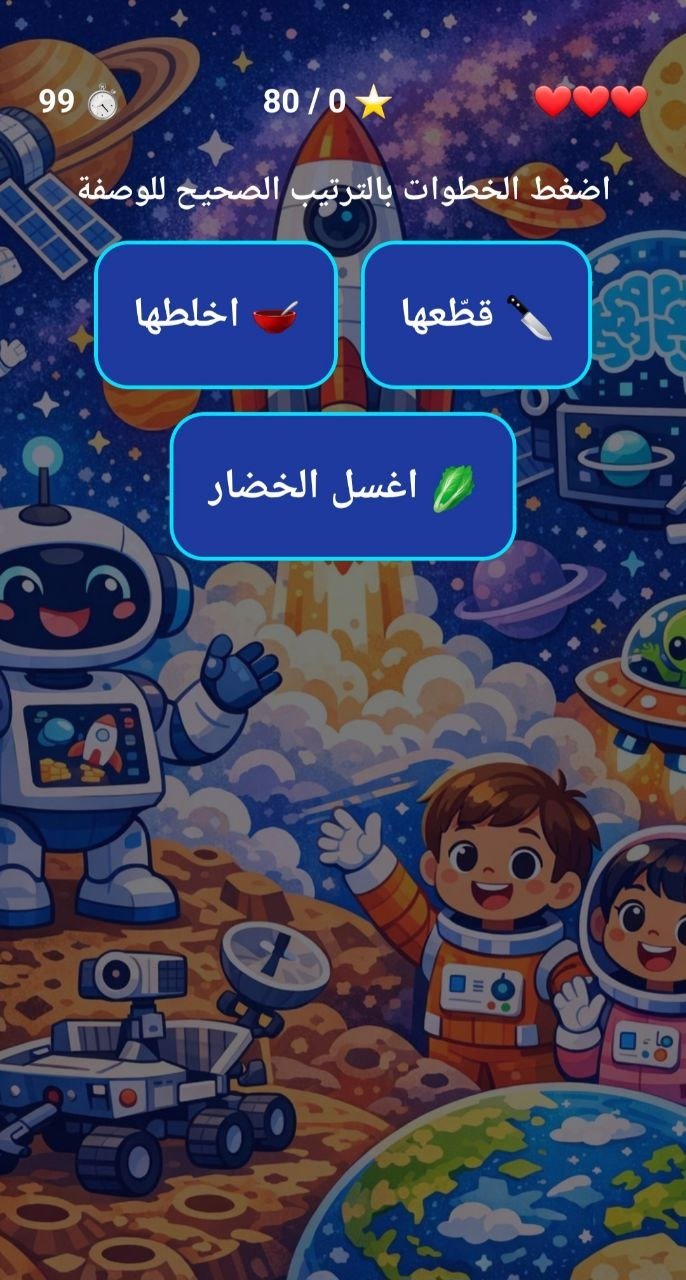 99 ⏱ 80 / 0 ⭐ ❤❤❤
اضغط الخطوات بالترتيب الصحيح للوصفة
🔪 قطّعها
🥣 اخلطها
🥬 اغسل الخضار